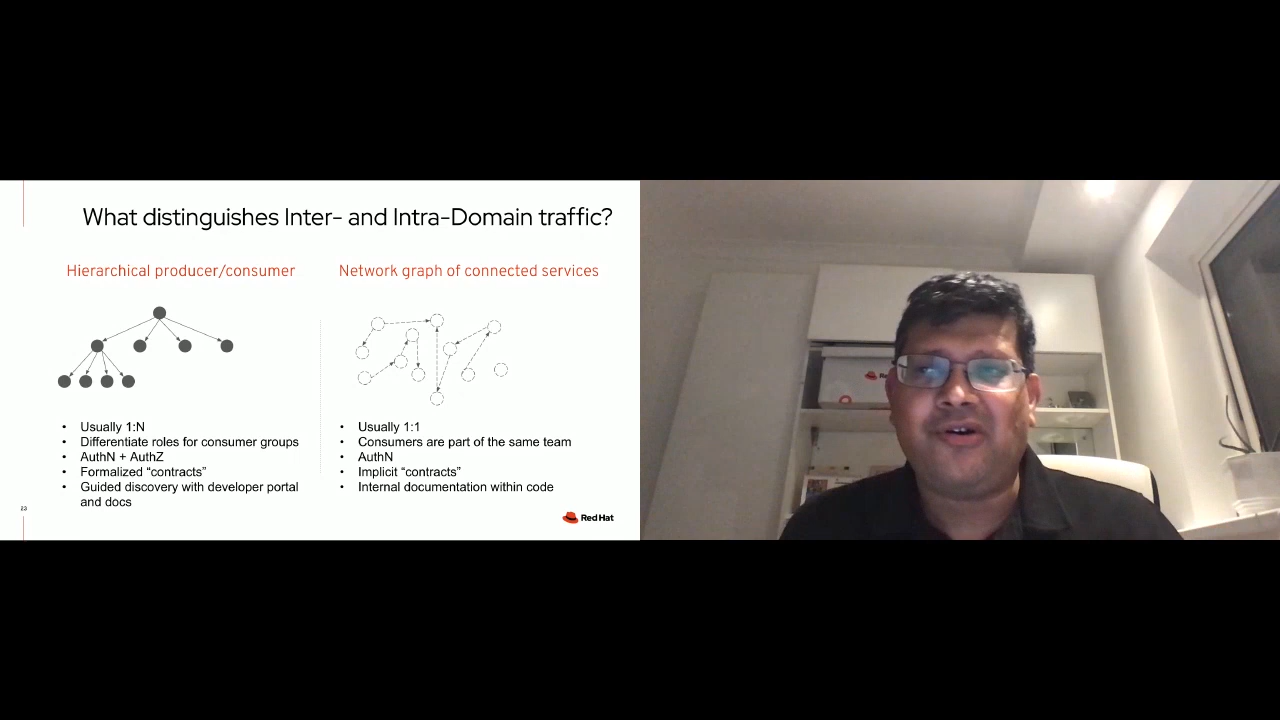 What distinguishes Inter- and Intra-Domain traffic?
Hierarchical producer/consumer
• Usually 1:N
• Differentiate roles for consumer groups
• AuthN + AuthZ
• Formalized “contracts”
• Guided discovery with developer portal
and docs
Network graph of connected services
• Usually 1:1
• Consumers are part of the same team
• AuthN
• Implicit “contracts”
• Internal documentation within code
23
Red Hat